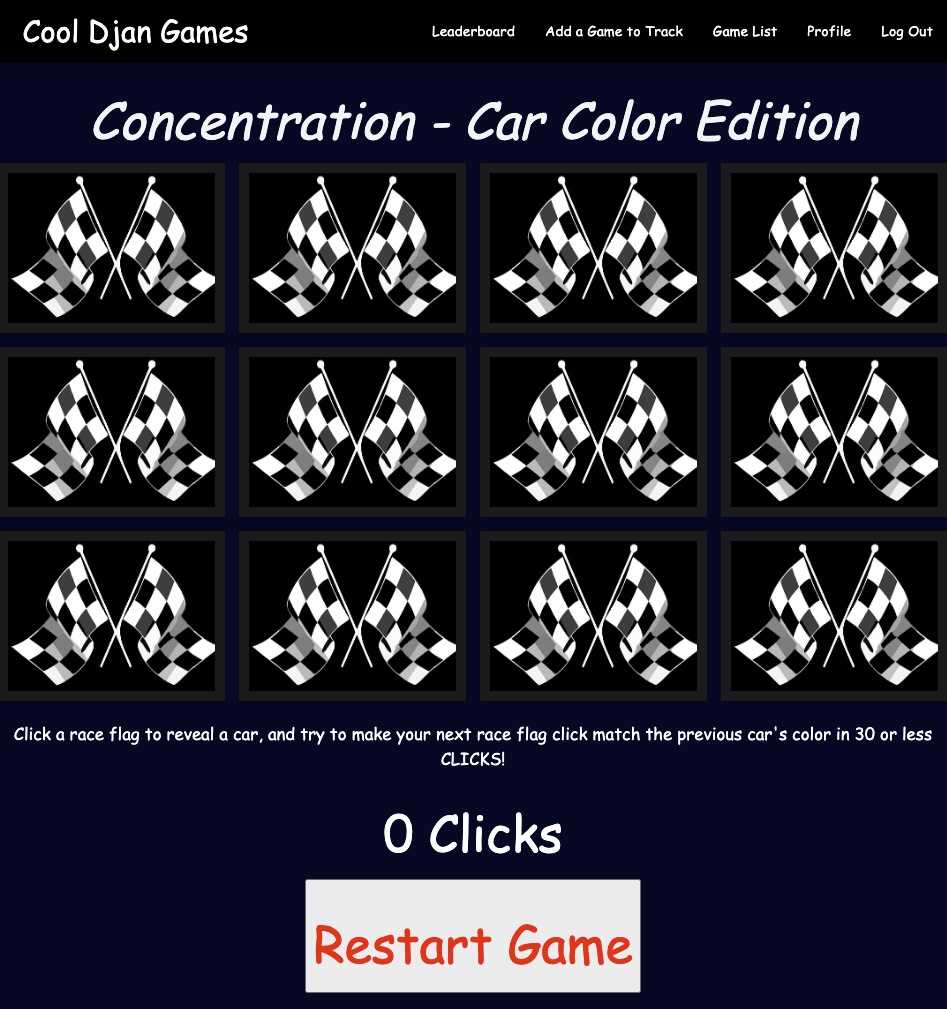 Cool Djan Games
Leaderboard
Add a Game to Track
Game List
Profile
Log Out
Concentration - Car Color Edition
Click a race flag to reveal a car, and try to make your next race flag click match the previous car's color in 30 or less
CLICKS!
0 Clicks
Restart Game